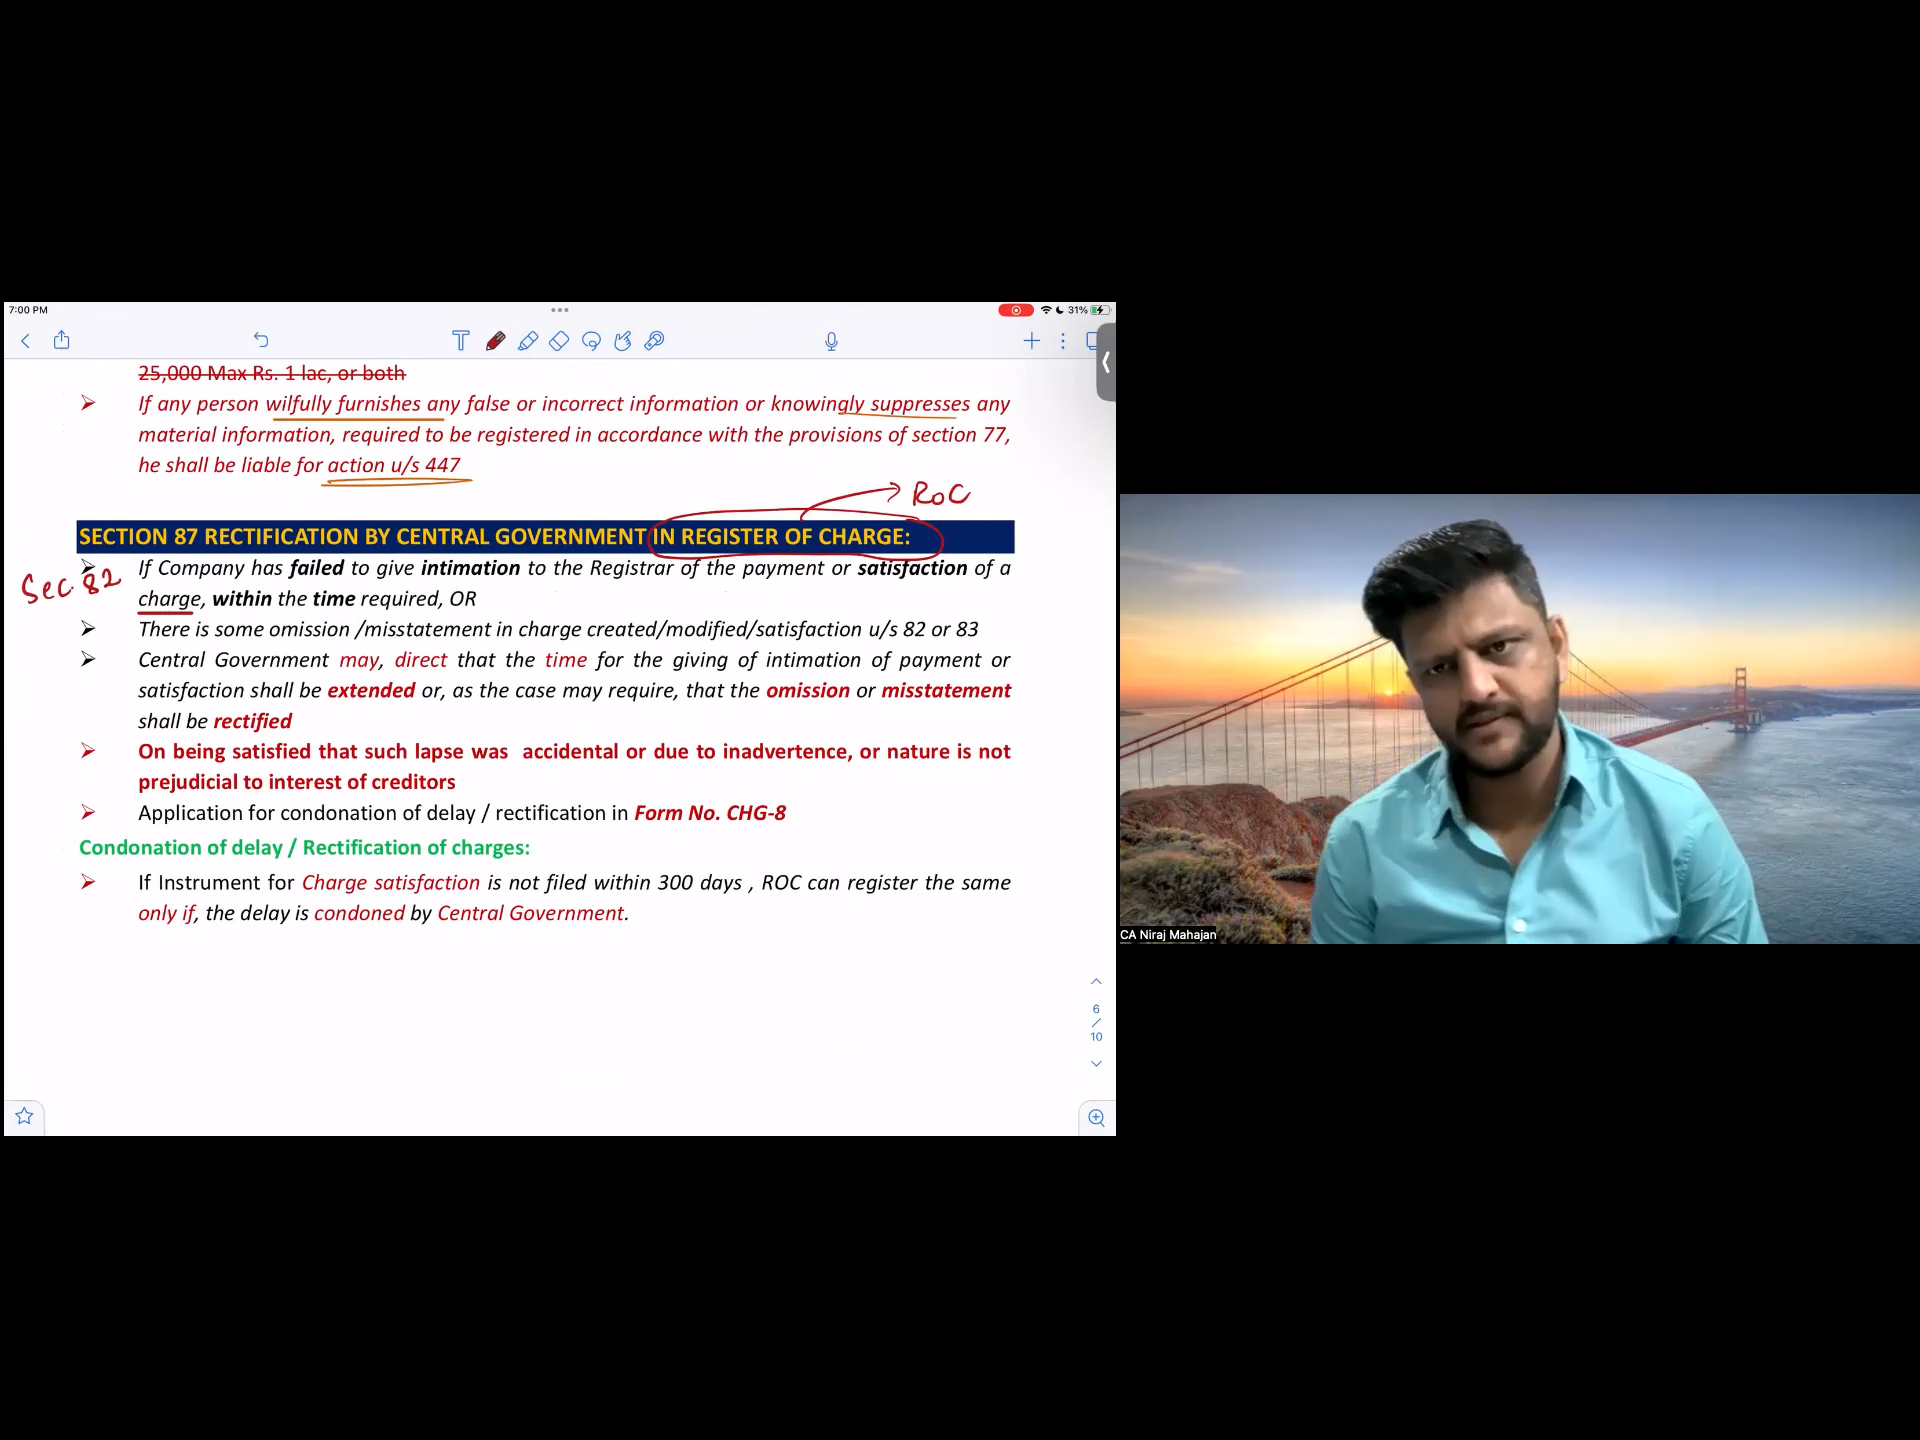 7:00 PM
31%
25,000 Max Rs. 1 lac, or both
If any person wilfully furnishes any false or incorrect information or knowingly suppresses any
material information, required to be registered in accordance with the provisions of section 77,
he shall be liable for action u/s 447
RoC
SECTION 87 RECTIFICATION BY CENTRAL GOVERNMENT IN REGISTER OF CHARGE:
If Company has failed to give intimation to the Registrar of the payment or satisfaction of a
Sec. 82
charge, within the time required, OR
There is some omission /misstatement in charge created/modified/satisfaction u/s 82 or 83
Central Government may, direct that the time for the giving of intimation of payment or
satisfaction shall be extended or, as the case may require, that the omission or misstatement
shall be rectified
On being satisfied that such lapse was accidental or due to inadvertence, or nature is not
prejudicial to interest of creditors
Application for condonation of delay / rectification in Form No. CHG-8
Condonation of delay / Rectification of charges:
If Instrument for Charge satisfaction is not filed within 300 days , ROC can register the same
only if, the delay is condoned by Central Government.
6
/
10
CA Niraj Mahajan